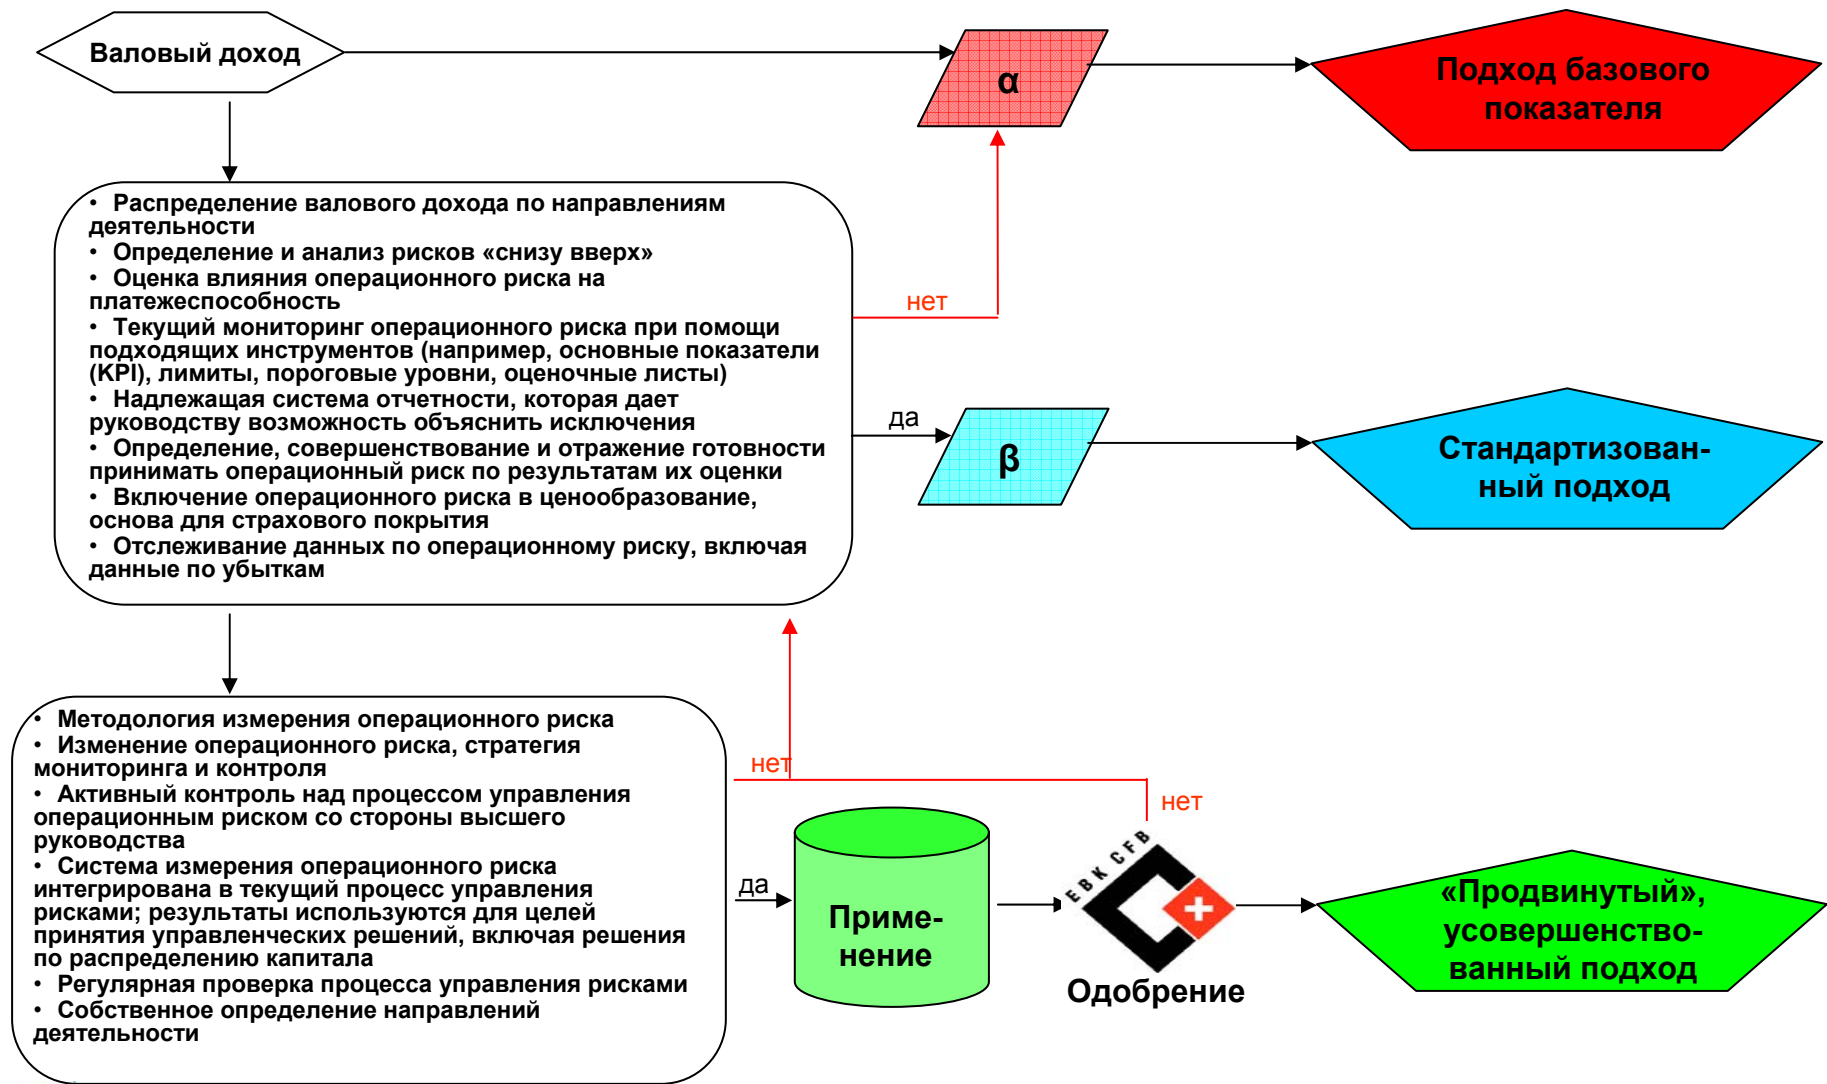 Валовый доход
α
Подход базового
показателя
• Распределение валового дохода по направлениям
деятельности
• Определение и анализ рисков «снизу вверх»
• Оценка влияния операционного риска на
платежеспособность
• Текущий мониторинг операционного риска при помощи
подходящих инструментов (например, основные показатели
(KPI), лимиты, пороговые уровни, оценочные листы)
• Надлежащая система отчетности, которая дает
руководству возможность объяснить исключения
• Определение, совершенствование и отражение готовности
принимать операционный риск по результатам их оценки
• Включение операционного риска в ценообразование,
основа для страхового покрытия
• Отслеживание данных по операционному риску, включая
данные по убыткам
нет
да
β
Стандартизован-
ный подход
• Методология измерения операционного риска
• Изменение операционного риска, стратегия
мониторинга и контроля
• Активный контроль над процессом управления
операционным риском со стороны высшего
руководства
• Система измерения операционного риска
интегрирована в текущий процесс управления
рисками; результаты используются для целей
принятия управленческих решений, включая решения
по распределению капитала
• Регулярная проверка процесса управления рисками
• Собственное определение направлений
деятельности
нет
нет
да
Приме-
нение
EBK CFB
Одобрение
«Продвинутый»,
усовершенство-
ванный подход